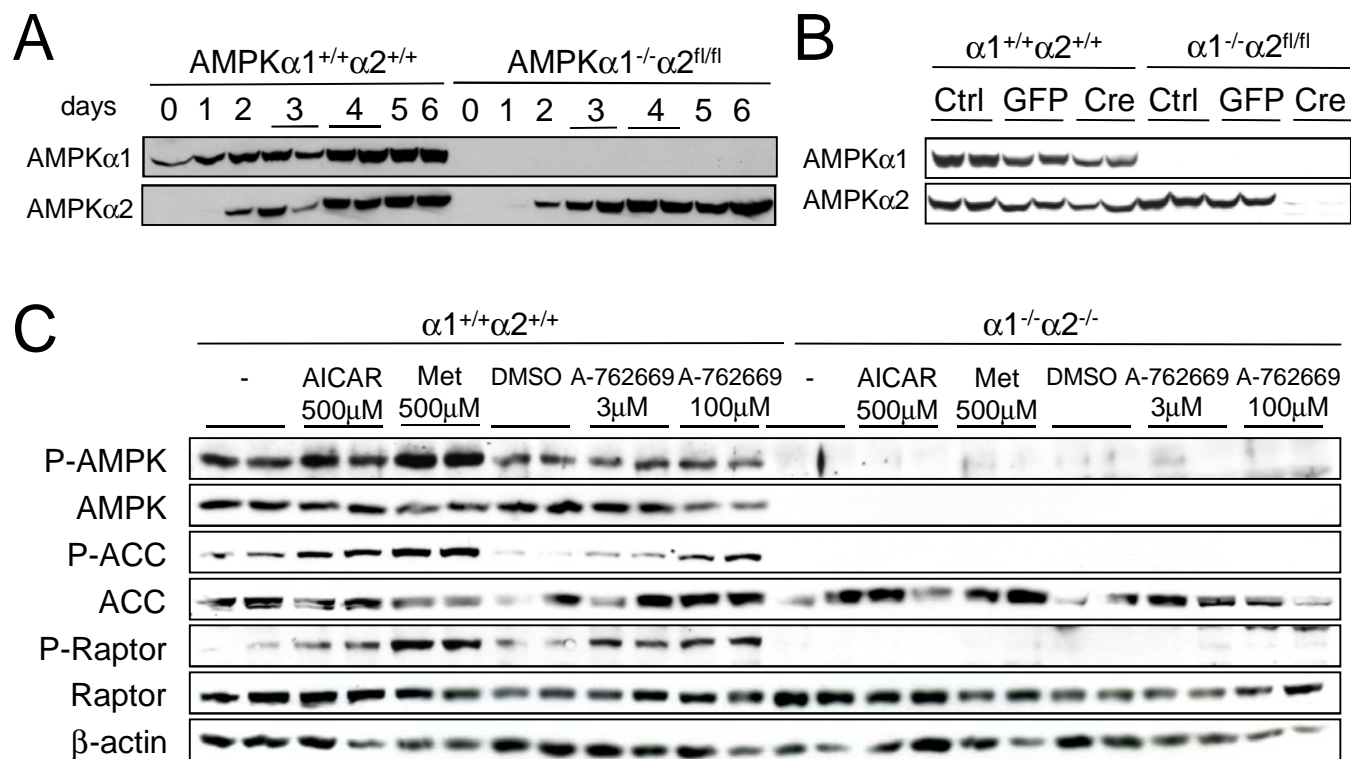 A
AMPKα1+/+α2+/+ AMPKα1-/-α2fl/fl
days 0 1 2 3 4 5 6 0 1 2 3 4 5 6
AMPKα1
AMPKα2
B
α1+/+α2+/+ α1-/-α2fl/fl
Ctrl GFP Cre Ctrl GFP Cre
AMPKα1
AMPKα2
C
α1+/+α2+/+ α1-/-α2-/-
- AICAR Met DMSO A-762669 A-762669 - AICAR Met DMSO A-762669 A-762669
500μM 500μM 3μM 100μM 500μM 500μM 3μM 100μM
P-AMPK
AMPK
P-ACC
ACC
P-Raptor
Raptor
β-actin